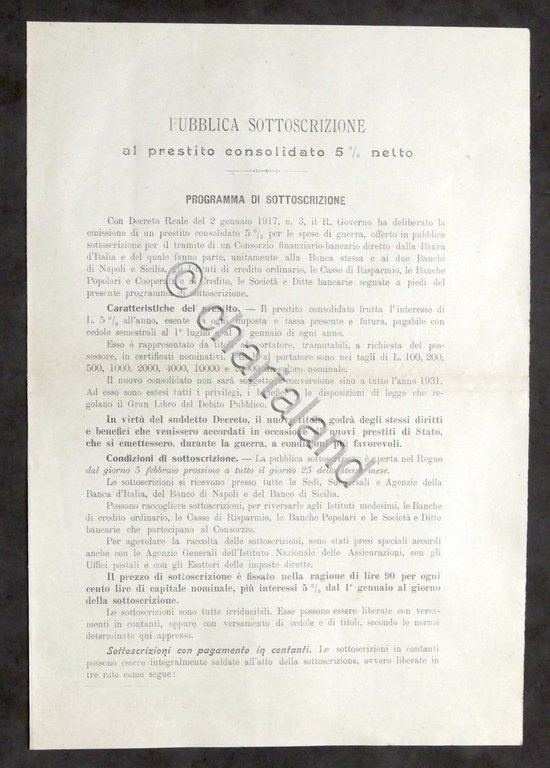 PUBBLICA SOTTOSCRIZIONE
al prestito consolidato 5 % netto
PROGRAMMA DI SOTTOSCRIZIONE
Con Decreto Reale del 2 gennaio 1917, n. 3, il R. Governo ha deliberato la
emissione di un prestito consolidato 5 % per le spese di guerra, offerto in pubblica
sottoscrizione per il tramite di un Consorzio finanziario-bancario diretto dalla Banca
d'Italia e del quale fanno parte, unitamente alla Banca stessa e ai due Banchi
di Napoli e Sicilia, di credito ordinario, le Casse di Risparmio, le Banche
Popolari e Cooper di credito, le Società e Ditte bancarie segnate a piedi del
presente programma di sottoscrizione.
Caratteristiche del prestito. — Il prestito consolidato frutta l'interesse di
L. 5 % all'anno, esente da ogni imposta e tassa presente e futura, pagabile con
cedole semestrali al 1° luglio gennaio di ogni anno.
Esso è rappresentato da portatore, tramutabili, a richiesta del pos-
sessore, in certificati nominativi. portatore sono nei tagli di L. 100, 200,
500, 1000, 2000, 4000, 10000 e valore nominale.
Il nuovo consolidato non sarà soggetto a conversione sino a tutto l'anno 1931.
Ad esso sono estesi tutti i privilegi, i benefici e le disposizioni di legge che re-
golano il Gran Libro del Debito Pubblico.
In virtù del suddetto Decreto, il nuovo titolo godrà degli stessi diritti
e benefici che venissero accordati in occasione nuovi prestiti di Stato,
che si emettessero, durante la guerra, a condizioni favorevoli.
Condizioni di sottoscrizione. — La pubblica sottoscrizione è aperta nel Regno
dal giorno 5 febbraio prossimo a tutto il giorno 25 dello stesso mese.
Le sottoscrizioni si ricevono presso tutte le Sedi, Succursali e Agenzie della
Banca d'Italia, del Banco di Napoli e del Banco di Sicilia.
Possono raccogliere sottoscrizioni, per riversarle agli Istituti medesimi, le Banche
di credito ordinario, le Casse di Risparmio, le Banche Popolari e le Società e Ditte
bancarie che partecipano al Consorzio.
Per agevolare la raccolta delle sottoscrizioni, sono stati presi speciali accordi
anche con le Agenzie Generali dell'Istituto Nazionale delle Assicurazioni, con gli
Uffici postali e con gli Esattori delle imposte dirette.
Il prezzo di sottoscrizione è fissato nella ragione di lire 90 per ogni
cento lire di capitale nominale, più interessi 5 % dal 1° gennaio al giorno
della sottoscrizione.
Le sottoscrizioni sono tutte irriducibili. Esse possono essere liberate con versa-
menti in contanti, oppure con versamento di cedole e di titoli, secondo le norme
determinate qui appresso.
Sottoscrizioni con pagamento in contanti. Le sottoscrizioni in contanti
possono essere integralmente saldate all'atto della sottoscrizione, ovvero liberate in
tre rate come segue:
© chartaland